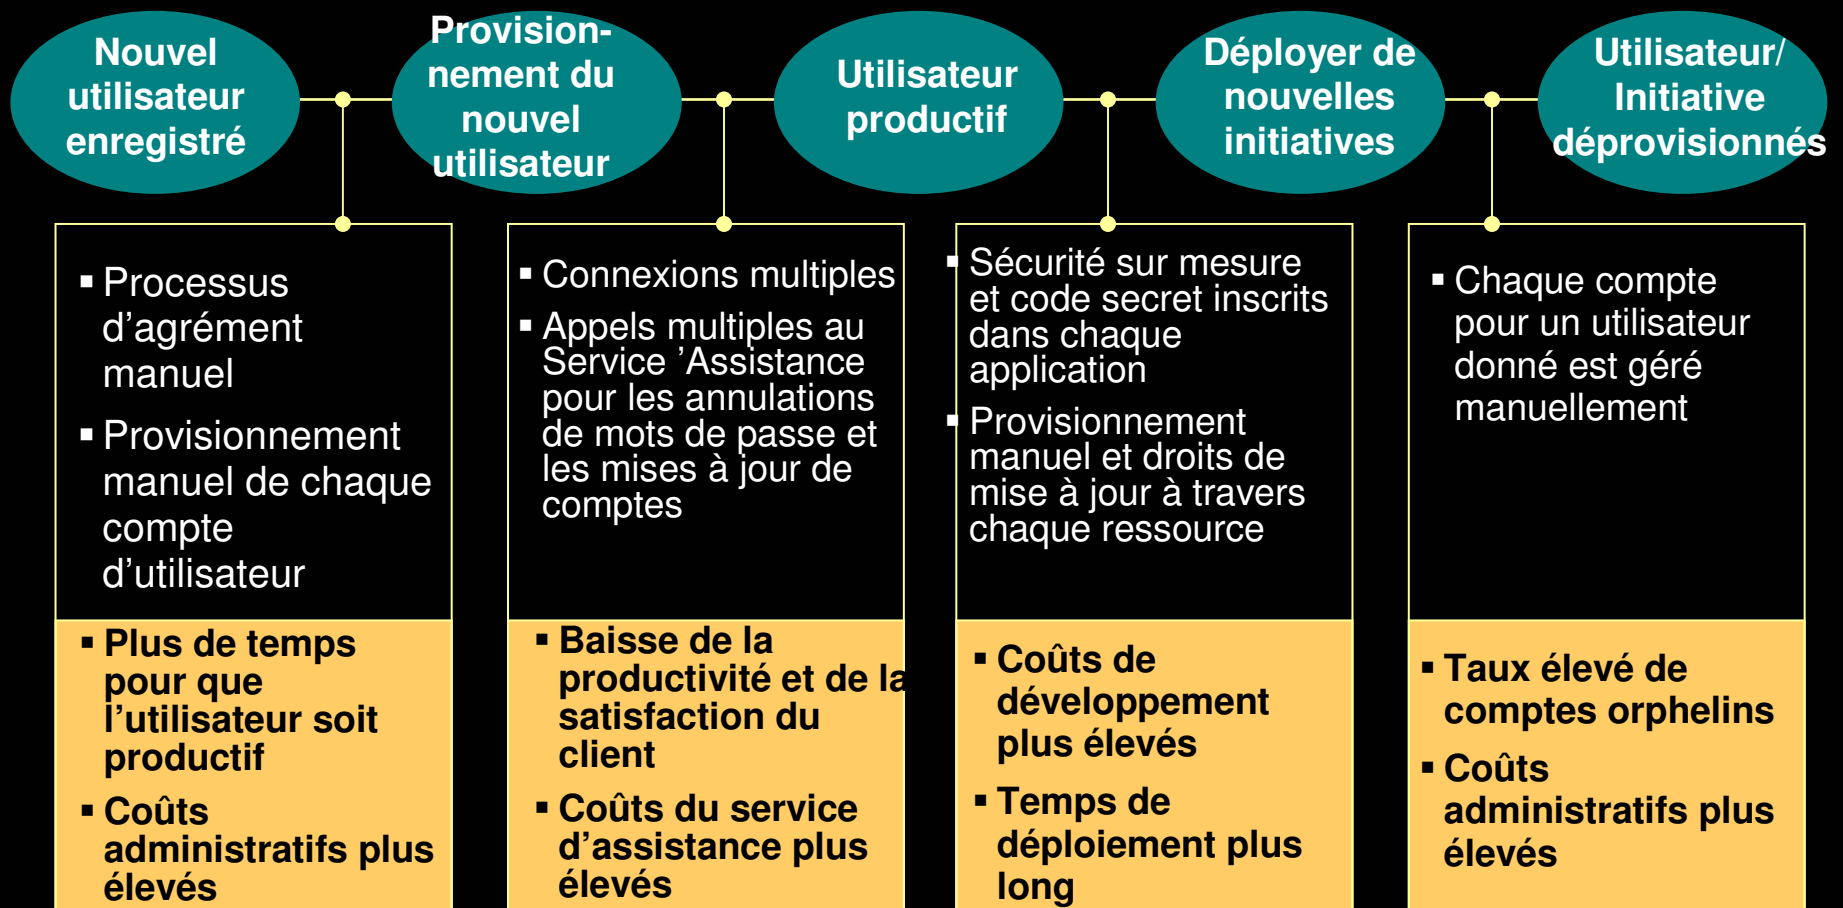 Nouvel
utilisateur
enregistré
Provision-
nement du
nouvel
utilisateur
Utilisateur
productif
Déployer de
nouvelles
initiatives
Utilisateur/
Initiative
déprovisionnés
▪ Processus
d’agrément
manuel
▪ Provisionnement
manuel de chaque
compte
d’utilisateur
▪ Connexions multiples
▪ Appels multiples au
Service ’Assistance
pour les annulations
de mots de passe et
les mises à jour de
comptes
▪ Sécurité sur mesure
et code secret inscrits
dans chaque
application
▪ Provisionnement
manuel et droits de
mise à jour à travers
chaque ressource
▪ Chaque compte
pour un utilisateur
donné est géré
manuellement
▪ Plus de temps
pour que
l’utilisateur soit
productif
▪ Coûts
administratifs plus
élevés
▪ Baisse de la
productivité et de la
satisfaction du
client
▪ Coûts du service
d’assistance plus
élevés
▪ Coûts de
développement
plus élevés
▪ Temps de
déploiement plus
long
▪ Taux élevé de
comptes orphelins
▪ Coûts
administratifs plus
élevés